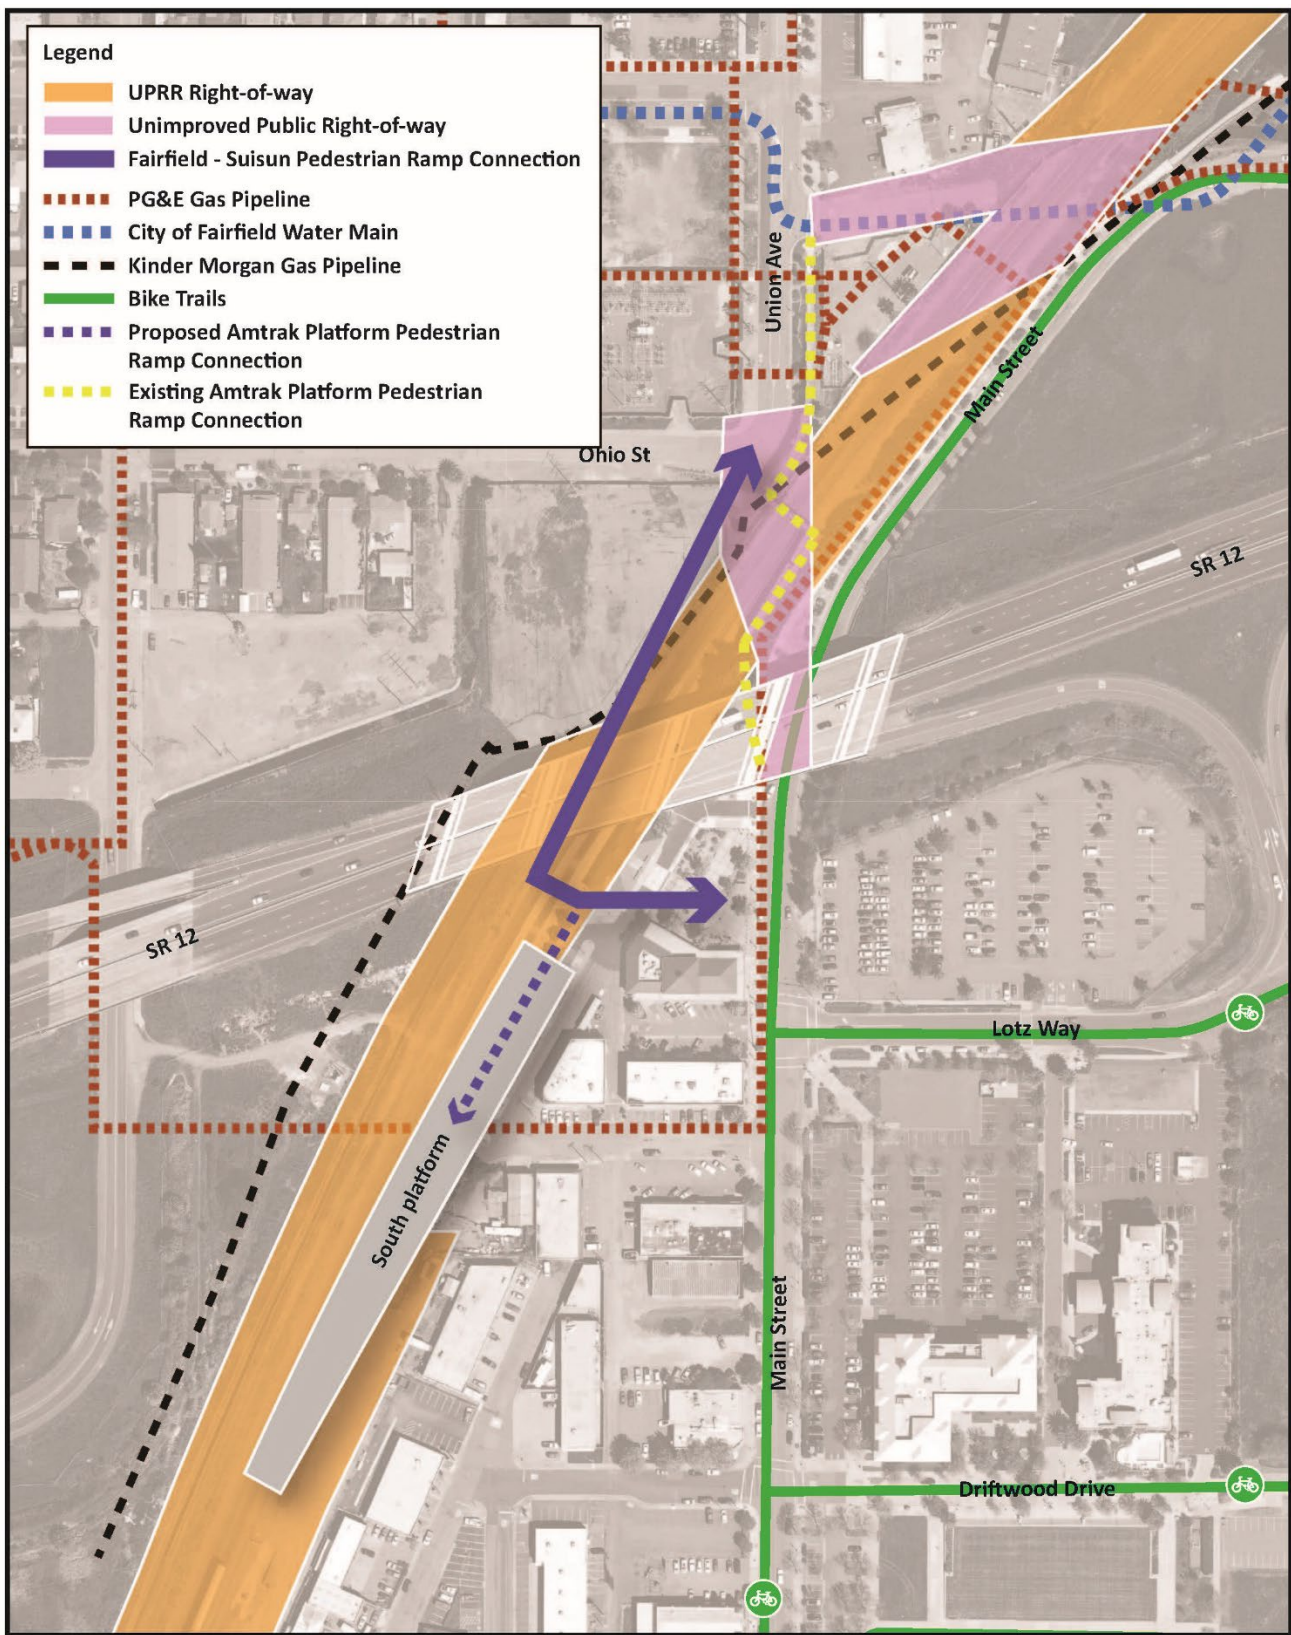 Legend
UPRR Right-of-way
Unimproved Public Right-of-way
Fairfield - Suisun Pedestrian Ramp Connection
PG&E Gas Pipeline
City of Fairfield Water Main
Kinder Morgan Gas Pipeline
Bike Trails
Proposed Amtrak Platform Pedestrian
Ramp Connection
Existing Amtrak Platform Pedestrian
Ramp Connection
Union Ave
Main Street
Ohio St
SR 12
SR 12
Lotz Way
South platform
Main Street
Driftwood Drive